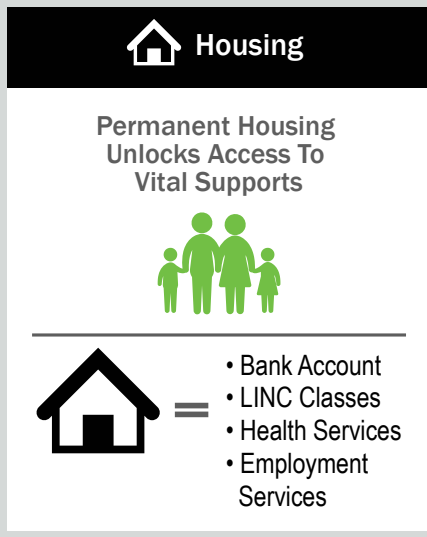 Housing
Permanent Housing
Unlocks Access To
Vital Supports
=
• Bank Account
• LINC Classes
• Health Services
• Employment
Services